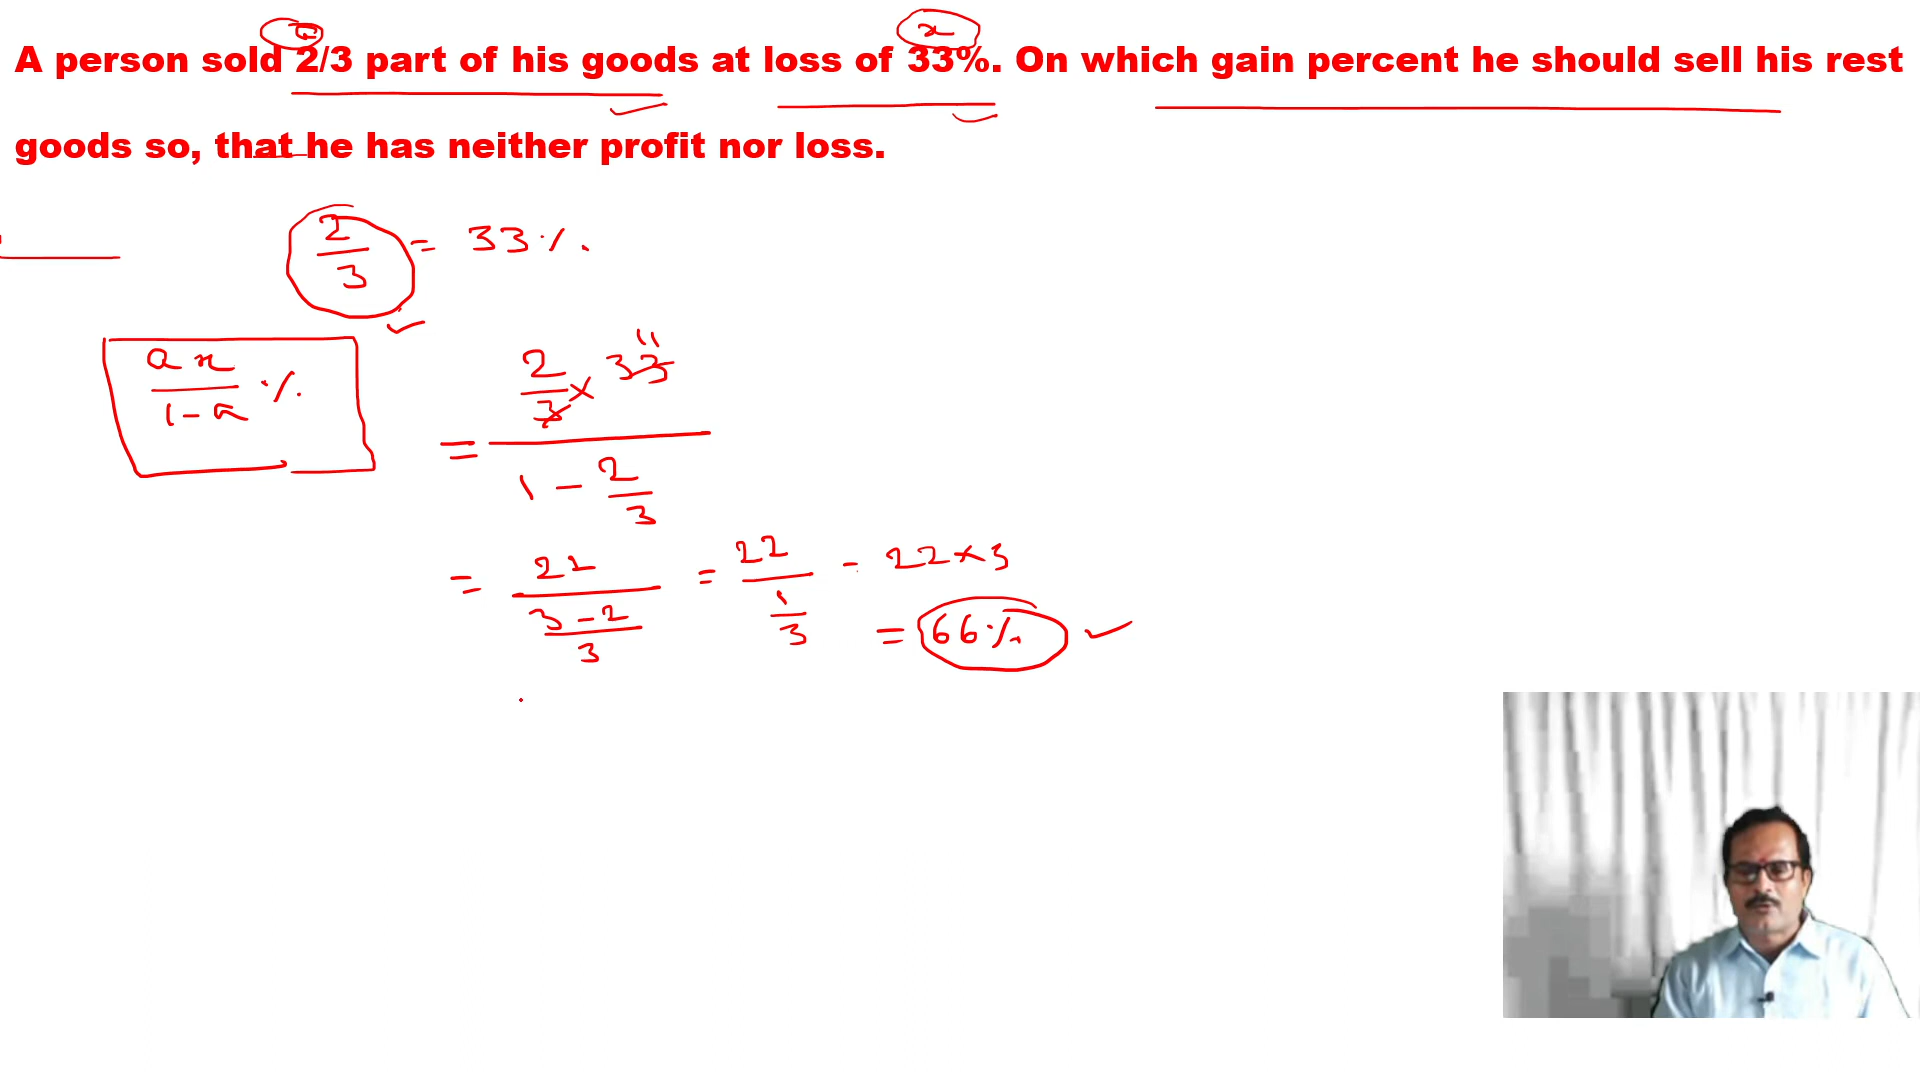 a x
A person sold 2/3 part of his goods at loss of 33%. On which gain percent he should sell his rest
goods so, that he has neither profit nor loss.
2/3 = 33%.
ax/1-a %
= 2/3 × 33 11
1 - 2/3
= 22/(3-2)/3 = 22/1/3 - 22×3
= 66%